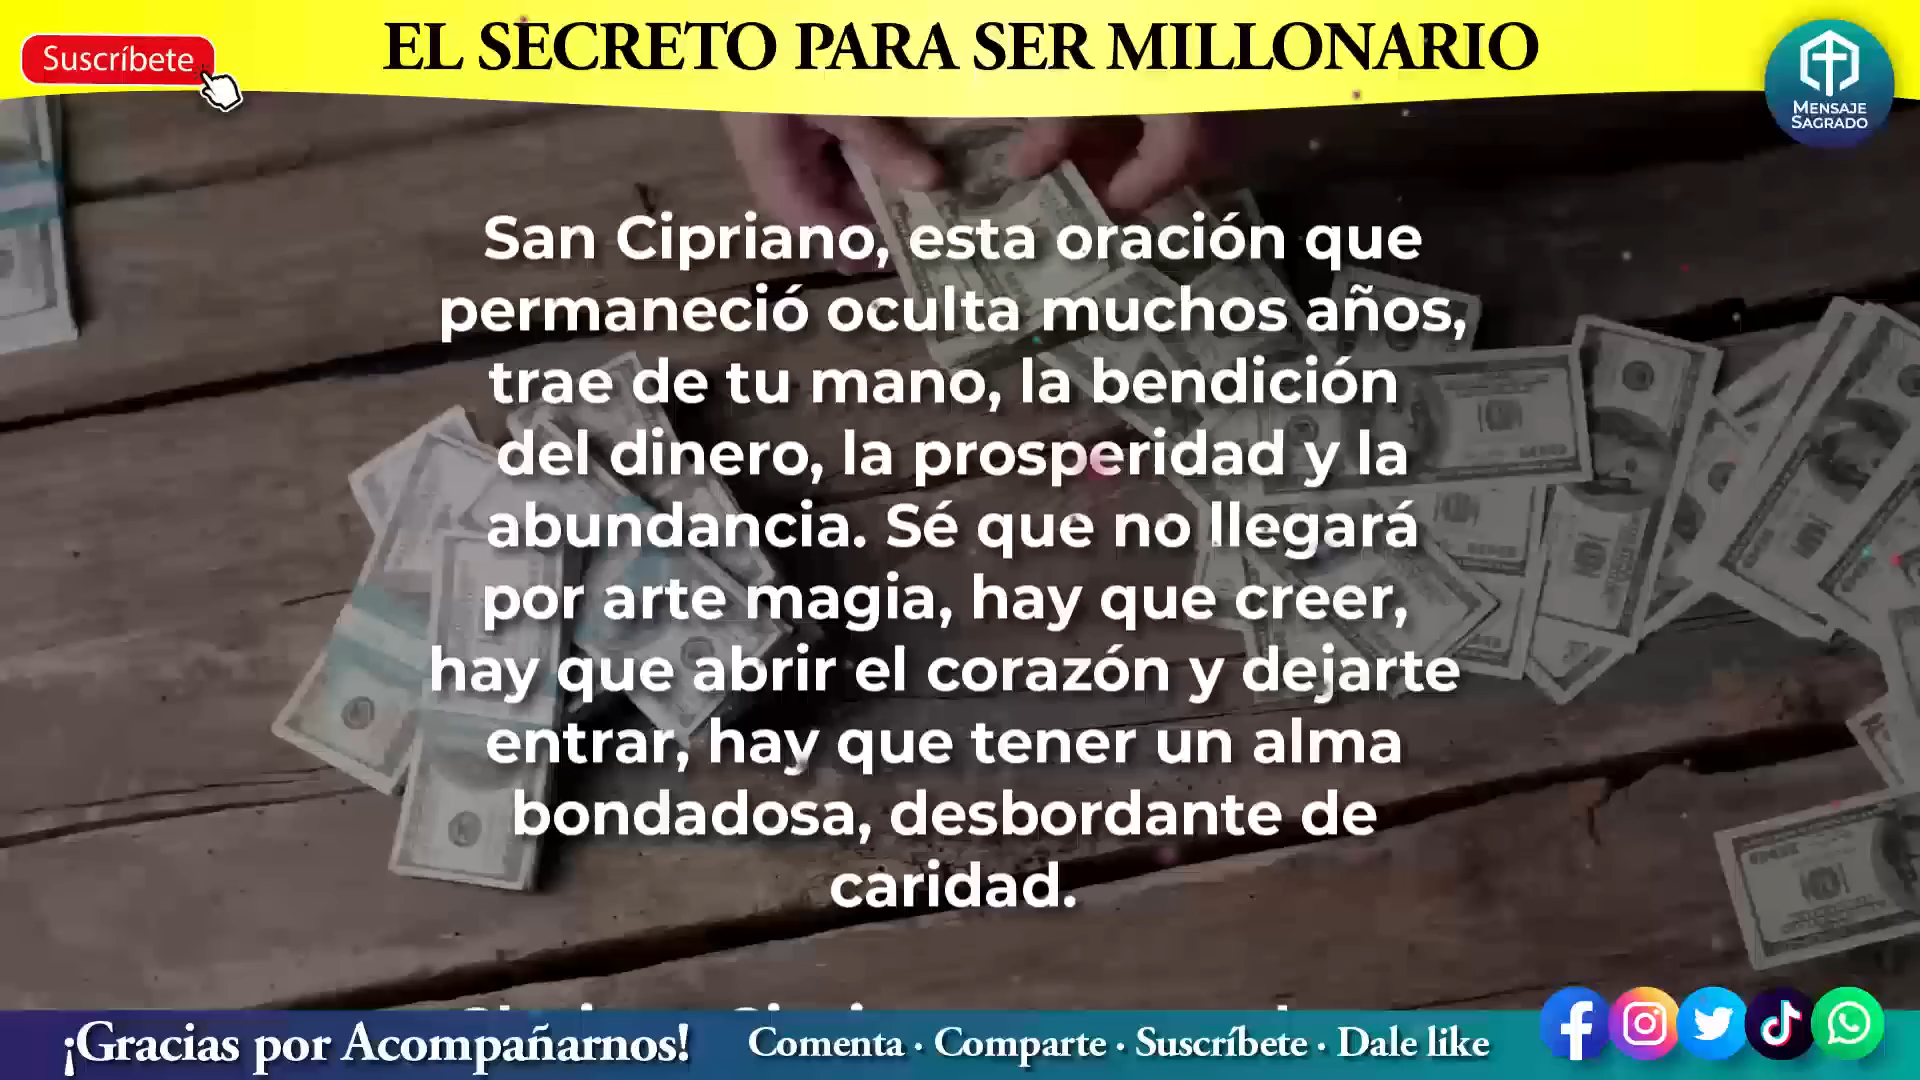 EL SECRETO PARA SER MILLONARIO
Suscríbete
MENSAJE
SAGRADO
San Cipriano, esta oración que
permaneció oculta muchos años,
trae de tu mano, la bendición
del dinero, la prosperidad y la
abundancia. Sé que no llegará
por arte magia, hay que creer,
hay que abrir el corazón y dejarte
entrar, hay que tener un alma
bondadosa, desbordante de
caridad.
¡Gracias por Acompañarnos!
Comenta · Comparte · Suscríbete · Dale like